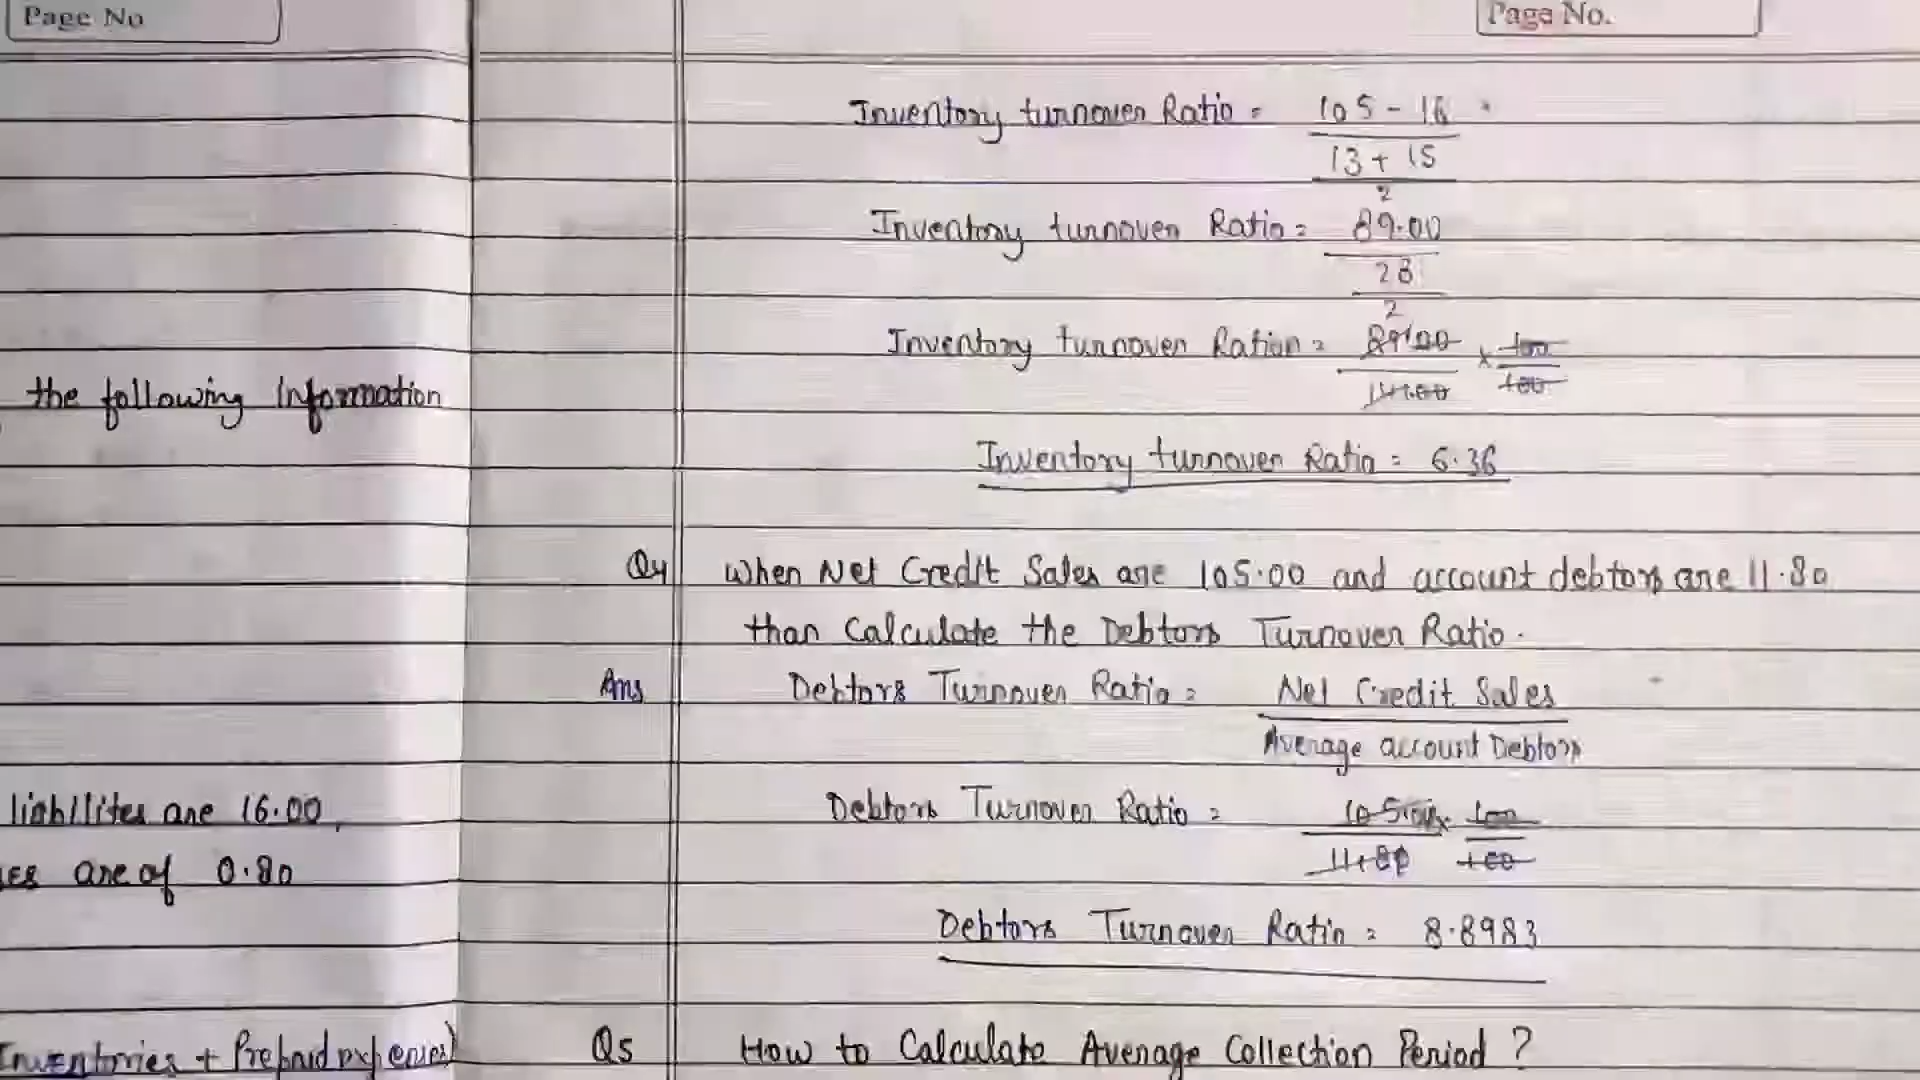 Page No
the following information
liabilites are 16.00,
are of 0.80
Inventories + Prepaid expenses)
Page No.
Inventory turnover Ratio = 105 - 16
13 + 15
2
Inventory turnover Ratio = 89.00
28
2
Inventory turnover Ration = 89.00 × 100
14.00 100
Inventory turnover Ratio = 6.36
Q4 When Net Credit Sales are 105.00 and account debtors are 11.80
than Calculate the Debtors Turnover Ratio.
Ans Debtors Turnover Ratio = Net Credit Sales
Average account Debtors
Debtors Turnover Ratio = 105.00 × 100
11.80 100
Debtors Turnover Ratio = 8.8983
Q5 How to Calculate Average Collection Period ?